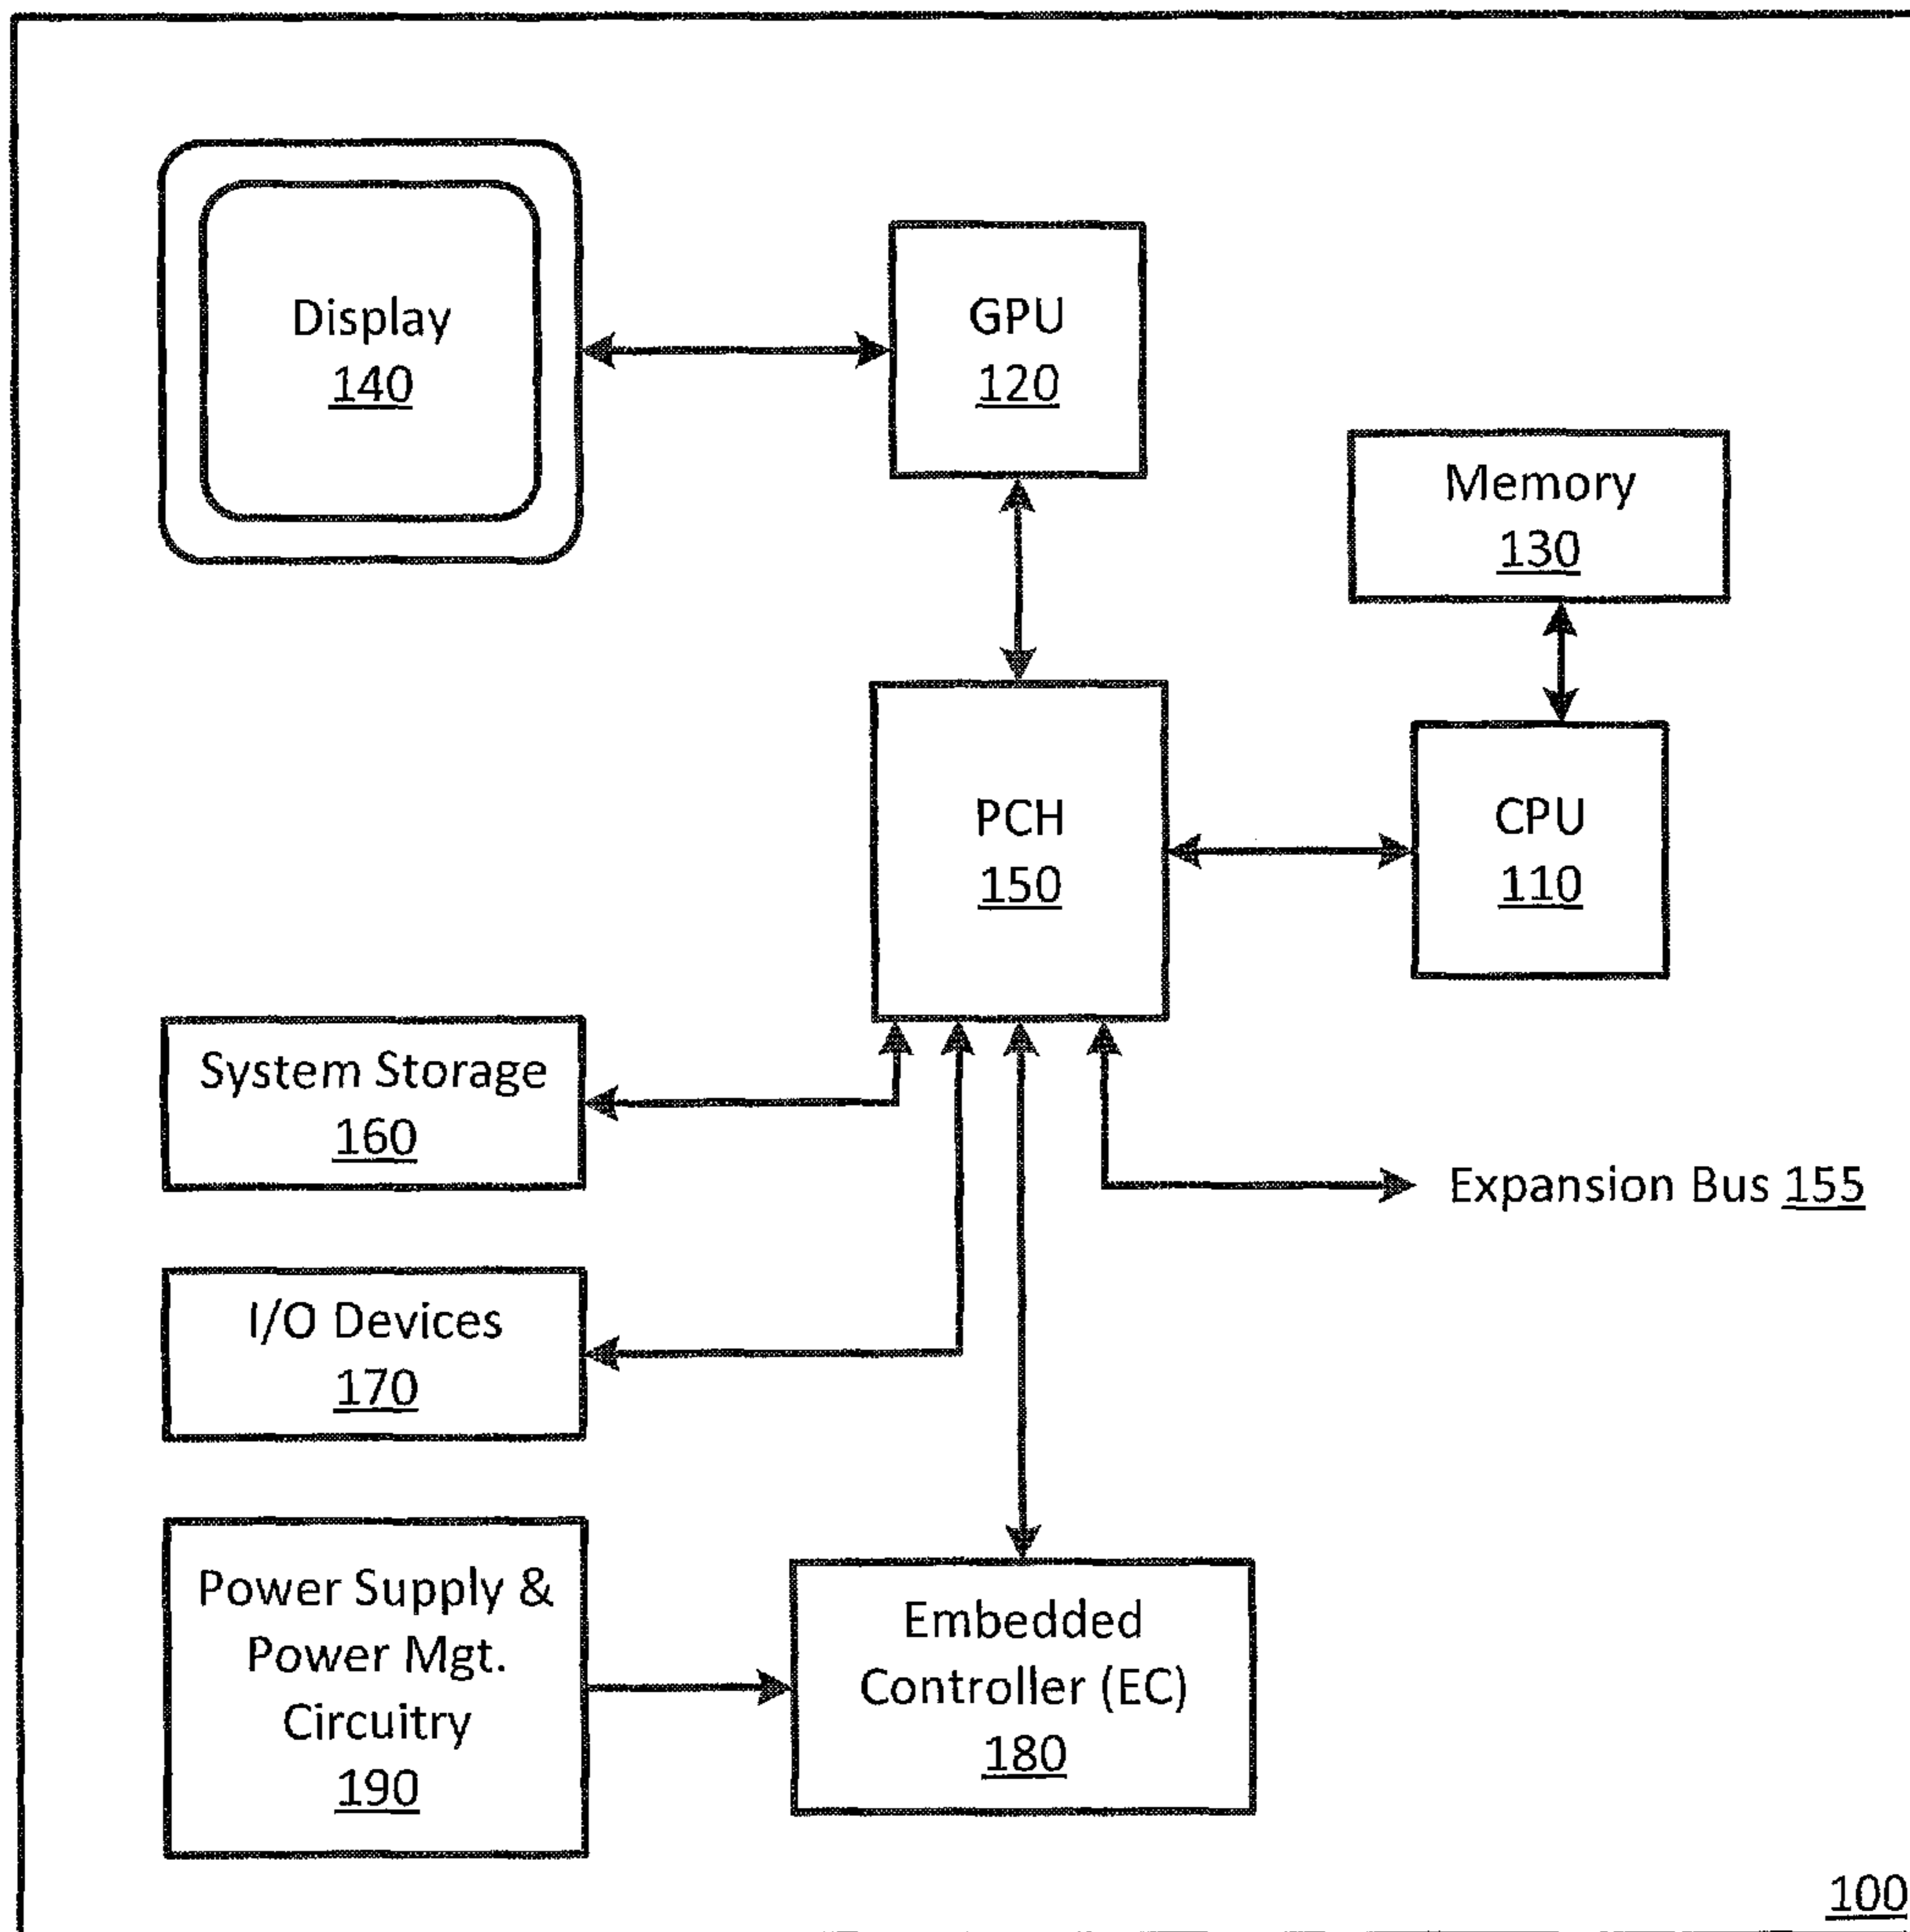 Display
140
GPU
120
Memory
130
PCH
150
CPU
110
System Storage
160
Expansion Bus 155
I/O Devices
170
Power Supply &
Power Mgt.
Circuitry
190
Embedded
Controller (EC)
180
100